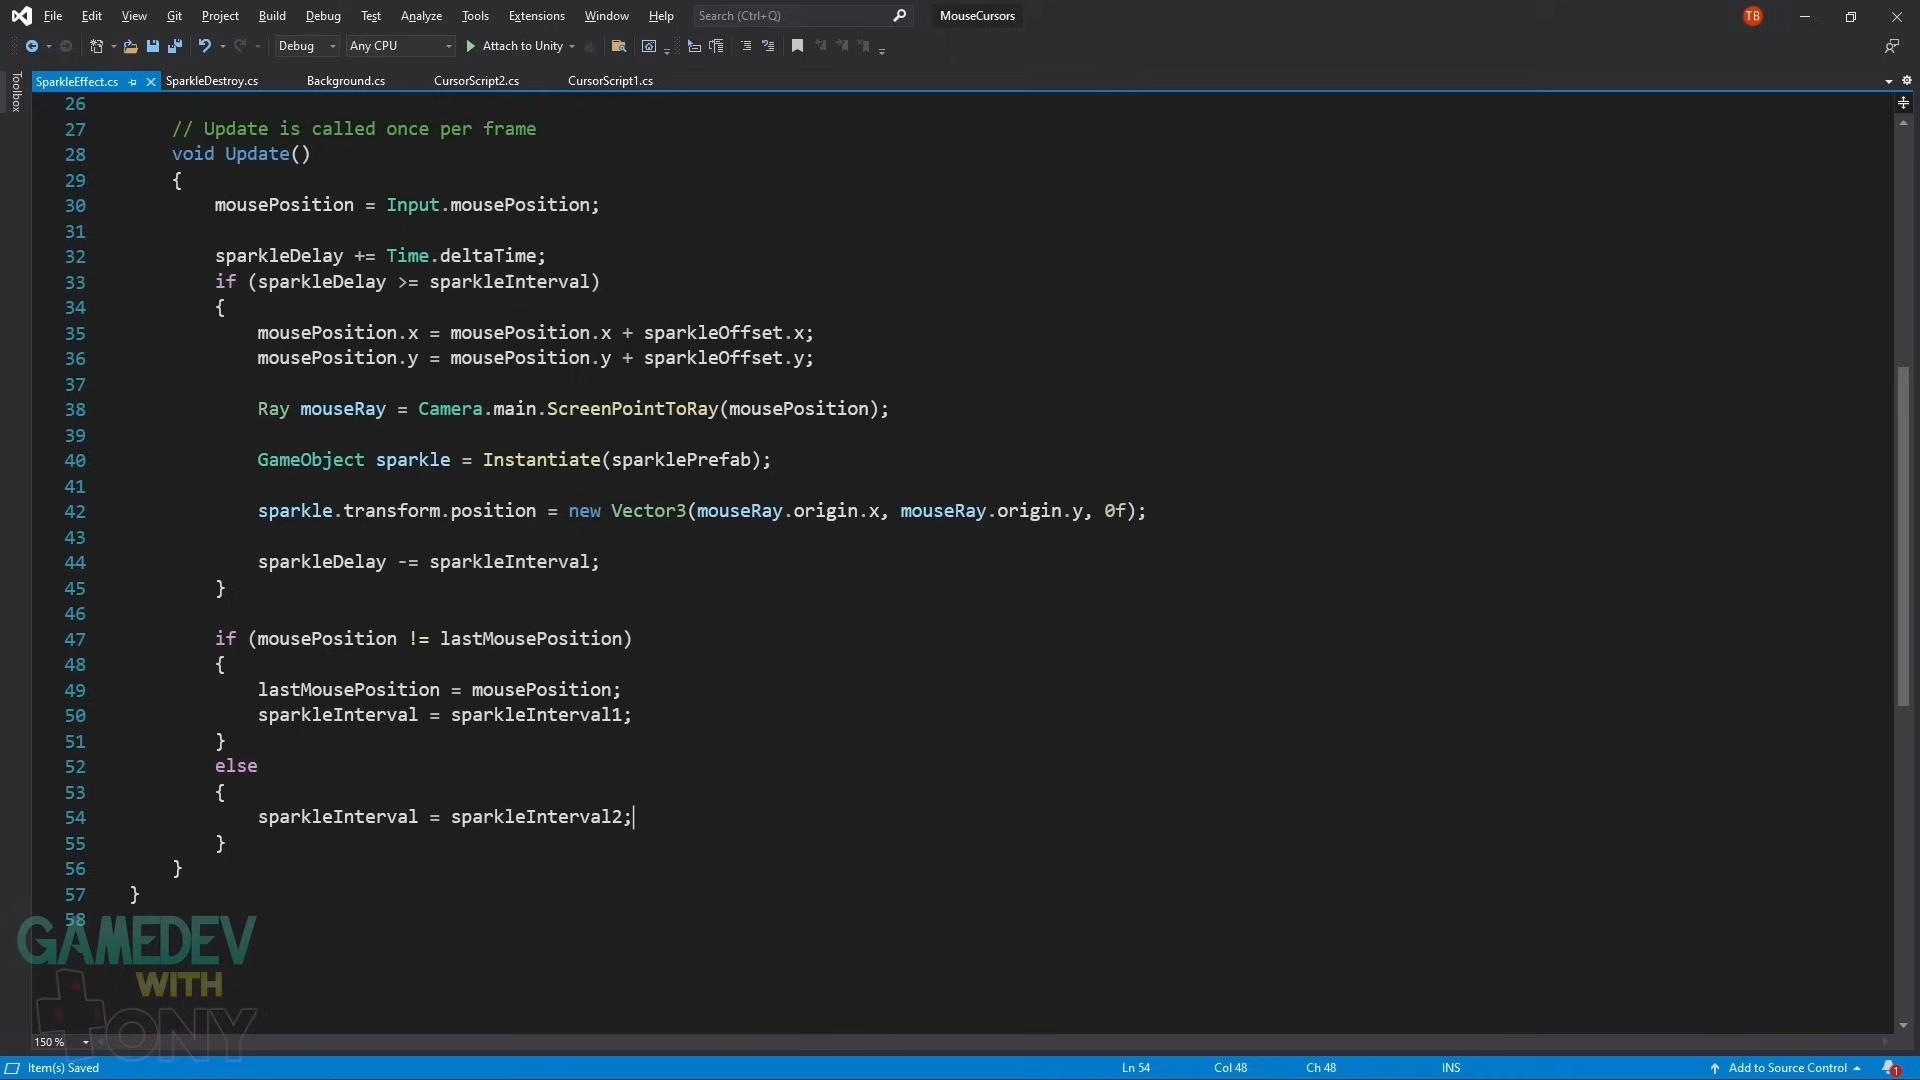 File Edit View Git Project Build Debug Test Analyze Tools Extensions Window Help Search (Ctrl+Q) MouseCursors TB
Debug Any CPU Attach to Unity
SparkleEffect.cs SparkleDestroy.cs Background.cs CursorScript2.cs CursorScript1.cs
Toolbox
26
27 // Update is called once per frame
28 void Update()
29 {
30 mousePosition = Input.mousePosition;
31
32 sparkleDelay += Time.deltaTime;
33 if (sparkleDelay >= sparkleInterval)
34 {
35 mousePosition.x = mousePosition.x + sparkleOffset.x;
36 mousePosition.y = mousePosition.y + sparkleOffset.y;
37
38 Ray mouseRay = Camera.main.ScreenPointToRay(mousePosition);
39
40 GameObject sparkle = Instantiate(sparklePrefab);
41
42 sparkle.transform.position = new Vector3(mouseRay.origin.x, mouseRay.origin.y, 0f);
43
44 sparkleDelay -= sparkleInterval;
45 }
46
47 if (mousePosition != lastMousePosition)
48 {
49 lastMousePosition = mousePosition;
50 sparkleInterval = sparkleInterval1;
51 }
52 else
53 {
54 sparkleInterval = sparkleInterval2;
55 }
56 }
57 }
58
GAMEDEV
WITH
TONY
150 %
Item(s) Saved Ln 54 Col 48 Ch 48 INS Add to Source Control 1